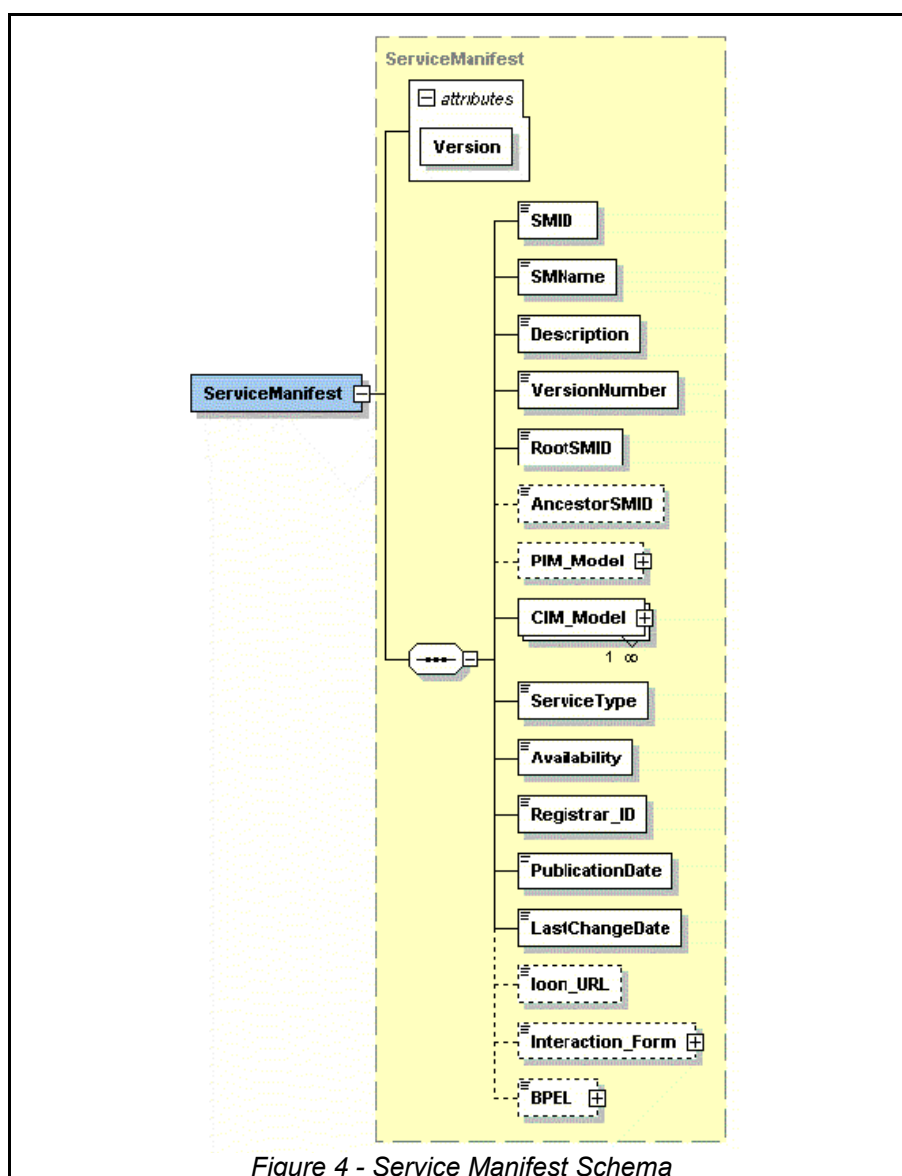 ServiceManifest
attributes
Version
SMID
SMName
Description
VersionNumber
RootSMID
AncestorSMID
ServiceManifest
PIM_Model
CIM_Model
1 ∞
ServiceType
Availability
Registrar_ID
PublicationDate
LastChangeDate
Icon_URL
Interaction_Form
BPEL
Figure 4 - Service Manifest Schema